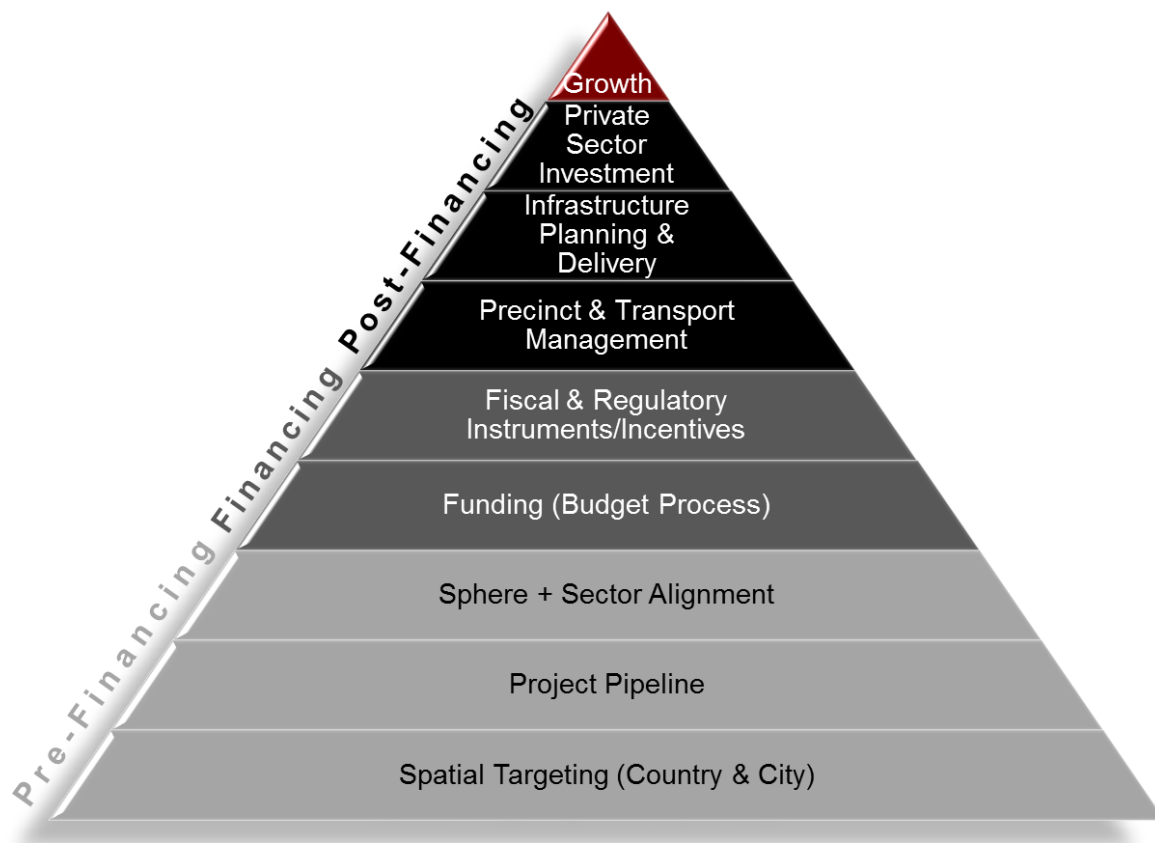 Growth
Private
Sector
Investment
Infrastructure
Planning &
Delivery
Precinct & Transport
Management
Fiscal & Regulatory
Instruments/Incentives
Funding (Budget Process)
Sphere + Sector Alignment
Project Pipeline
Spatial Targeting (Country & City)
Pre-Financing Financing Post-Financing